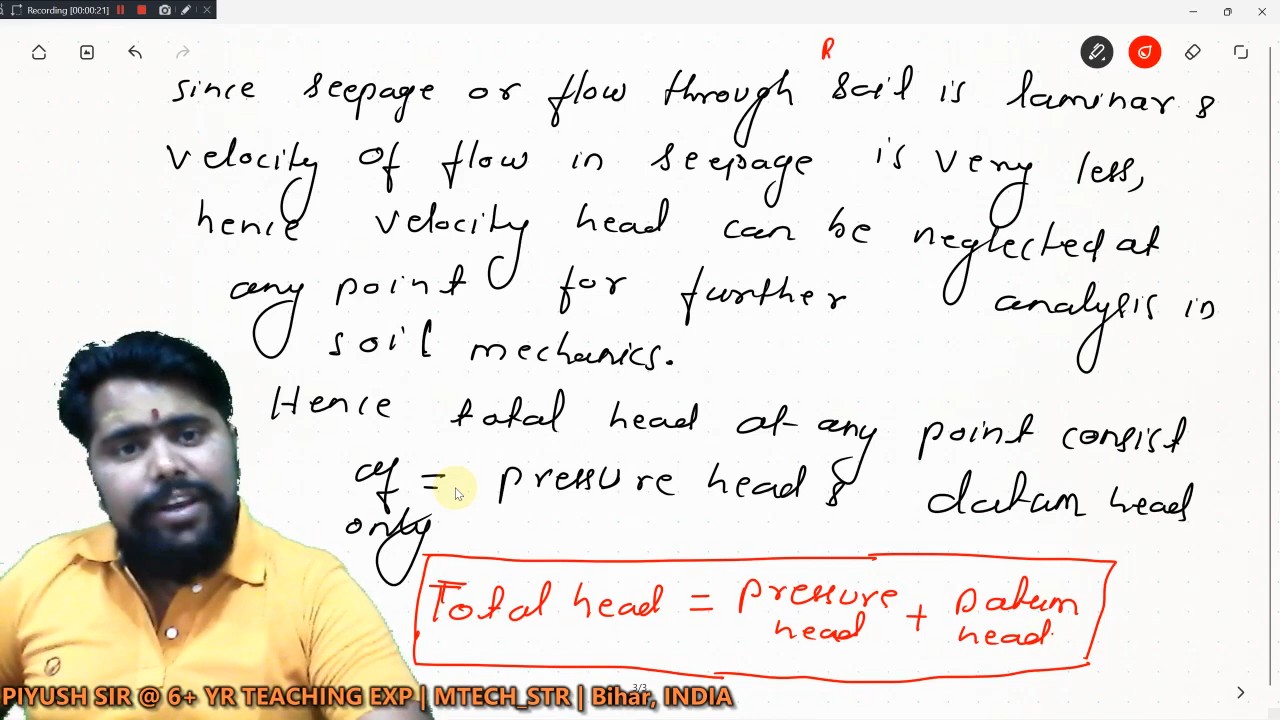 Recording [00:00:21]
R
since seepage or flow through soil is laminar &
velocity of flow in seepage is very less,
hence velocity head can be neglected at
any point for further analysis in
soil mechanics.
Hence total head at any point consist
of = pressure head & datum head
only
Total head = pressure head + Datum head
3/3
PIYUSH SIR @ 6+ YR TEACHING EXP | MTECH_STR | Bihar, INDIA